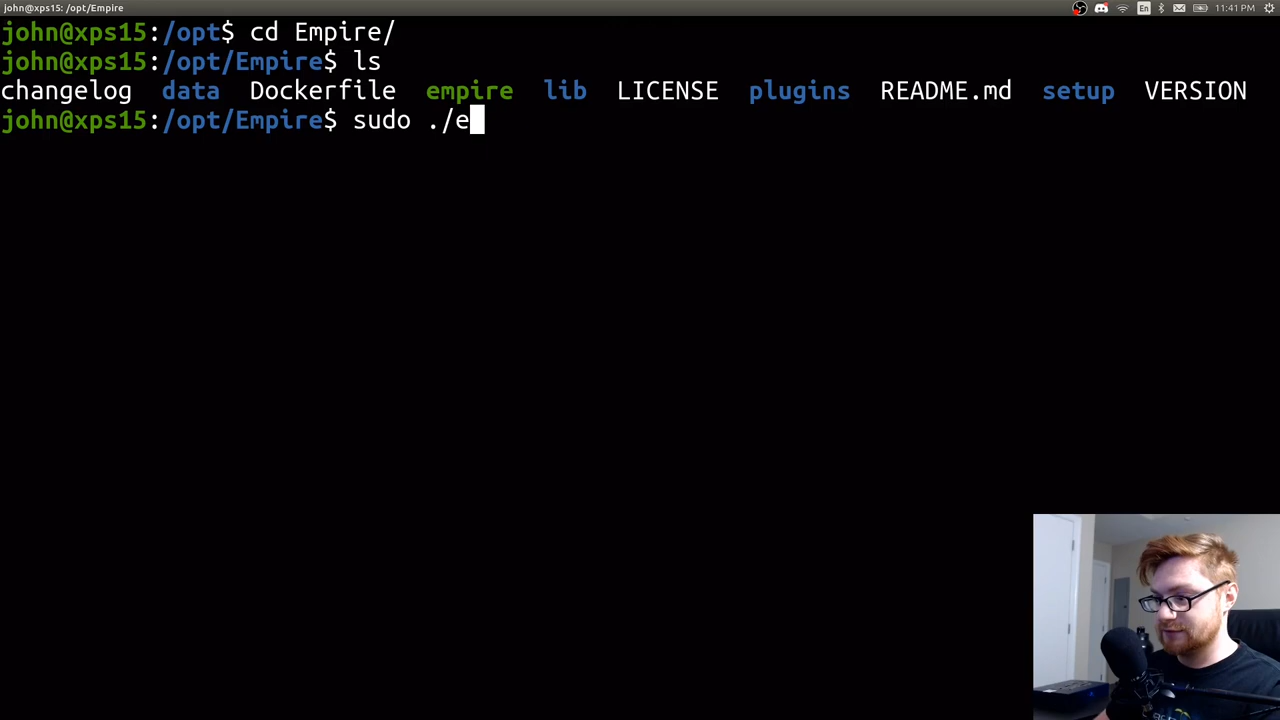 john@xps15: /opt/Empire
En
11:41 PM
john@xps15:/opt$ cd Empire/
john@xps15:/opt/Empire$ ls
changelog data Dockerfile empire lib LICENSE plugins README.md setup VERSION
john@xps15:/opt/Empire$ sudo ./e